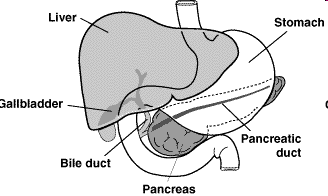 Liver
Stomach
Gallbladder
Pancreatic
duct
Bile duct
Pancreas